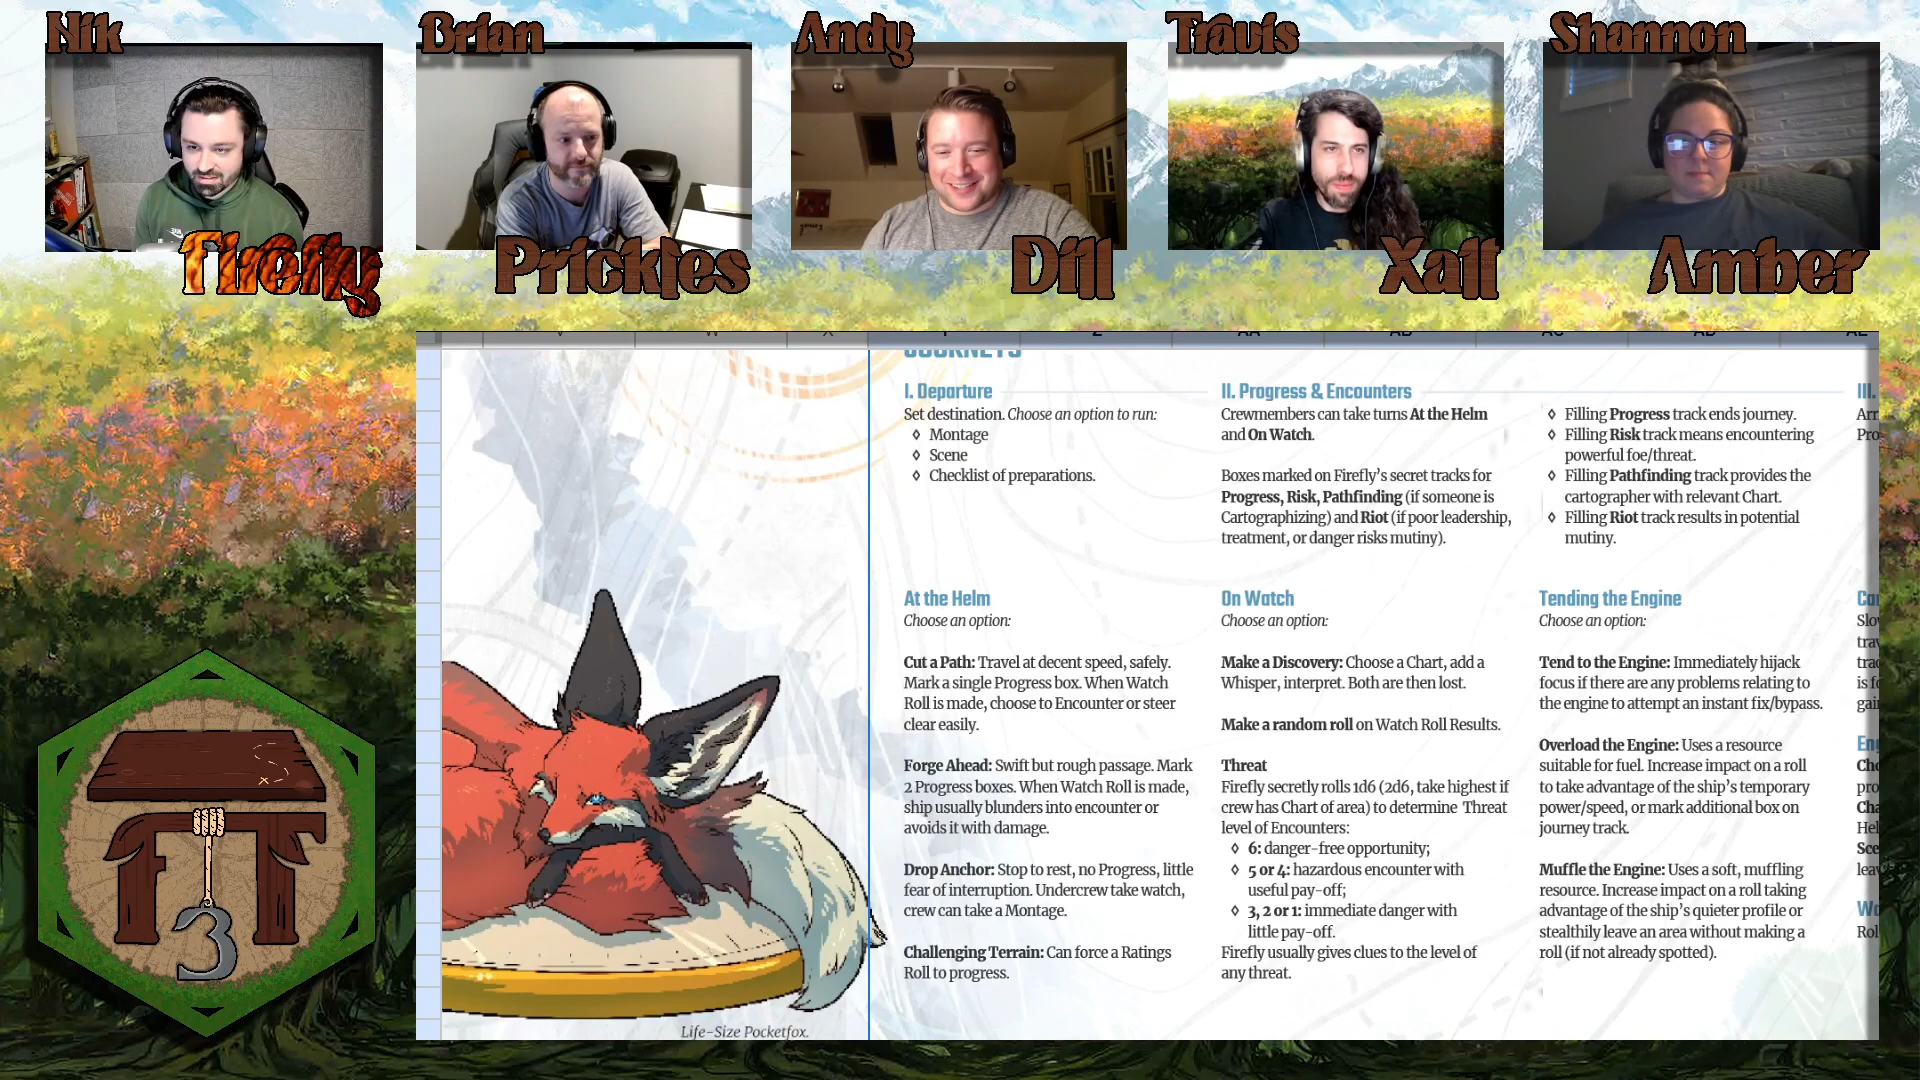 Nik
Brian
Andy
Travis
Shannon
Firefly
Prickles
Dill
Xall
Amber
JOURNEYS
I. Departure
Set destination. Choose an option to run:
◊ Montage
◊ Scene
◊ Checklist of preparations.
II. Progress & Encounters
Crewmembers can take turns At the Helm
and On Watch.
Boxes marked on Firefly's secret tracks for
Progress, Risk, Pathfinding (if someone is
Cartographizing) and Riot (if poor leadership,
treatment, or danger risks mutiny).
◊ Filling Progress track ends journey.
◊ Filling Risk track means encountering
powerful foe/threat.
◊ Filling Pathfinding track provides the
cartographer with relevant Chart.
◊ Filling Riot track results in potential
mutiny.
III.
At the Helm
Choose an option:
Cut a Path: Travel at decent speed, safely.
Mark a single Progress box. When Watch
Roll is made, choose to Encounter or steer
clear easily.
Forge Ahead: Swift but rough passage. Mark
2 Progress boxes. When Watch Roll is made,
ship usually blunders into encounter or
avoids it with damage.
Drop Anchor: Stop to rest, no Progress, little
fear of interruption. Undercrew take watch,
crew can take a Montage.
Challenging Terrain: Can force a Ratings
Roll to progress.
On Watch
Choose an option:
Make a Discovery: Choose a Chart, add a
Whisper, interpret. Both are then lost.
Make a random roll on Watch Roll Results.
Threat
Firefly secretly rolls 1d6 (2d6, take highest if
crew has Chart of area) to determine Threat
level of Encounters:
◊ 6: danger-free opportunity;
◊ 5 or 4: hazardous encounter with
useful pay-off;
◊ 3, 2 or 1: immediate danger with
little pay-off.
Firefly usually gives clues to the level of
any threat.
Tending the Engine
Choose an option:
Tend to the Engine: Immediately hijack
focus if there are any problems relating to
the engine to attempt an instant fix/bypass.
Overload the Engine: Uses a resource
suitable for fuel. Increase impact on a roll
to take advantage of the ship's temporary
power/speed, or mark additional box on
journey track.
Muffle the Engine: Uses a soft, muffling
resource. Increase impact on a roll taking
advantage of the ship's quieter profile or
stealthily leave an area without making a
roll (if not already spotted).
Life-Size Pocketfox.
3